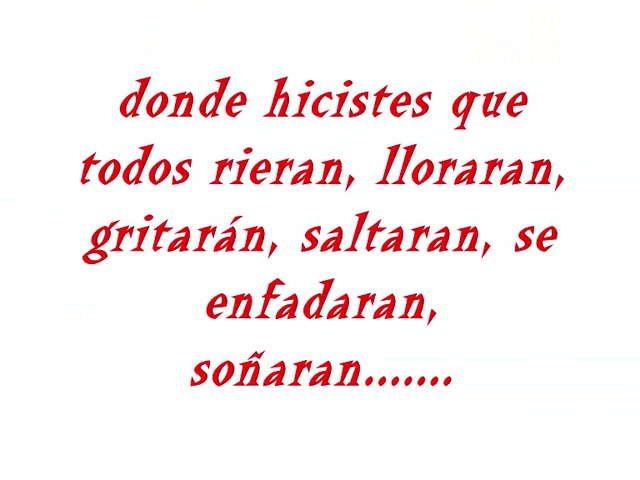 donde hicistes que
todos rieran, lloraran,
gritarán, saltaran, se
enfadaran,
soñaran.......